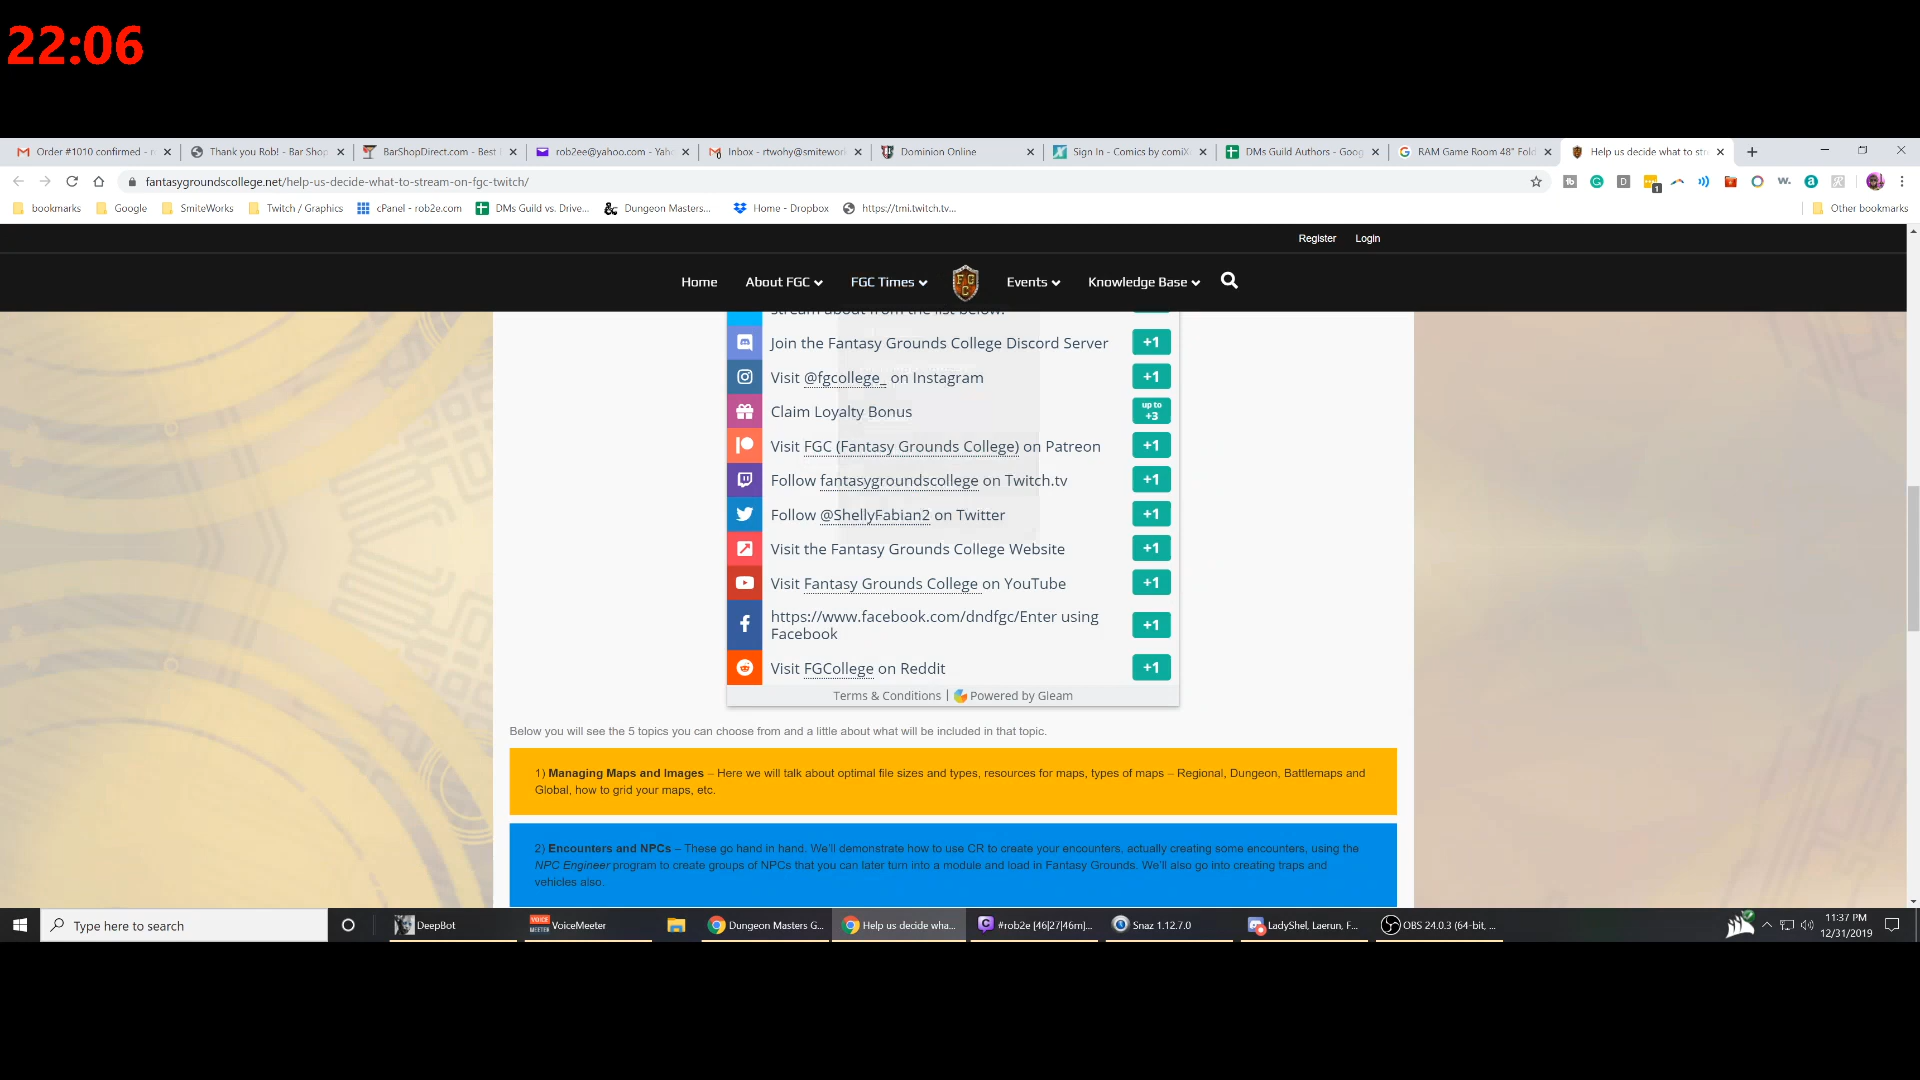 22:06
Order #1010 confirmed - r
Thank you Rob! - Bar Shop
BarShopDirect.com - Best
rob2ee@yahoo.com - Yah
Inbox - rtwohy@smitewor
Dominion Online
Sign In - Comics by comiX
DMs Guild Authors - Goog
RAM Game Room 48" Fold
Help us decide what to str
fantasygroundscollege.net/help-us-decide-what-to-stream-on-fgc-twitch/
bookmarks
Google
SmiteWorks
Twitch / Graphics
cPanel - rob2e.com
DMs Guild vs. Drive...
Dungeon Masters...
Home - Dropbox
https://tmi.twitch.tv...
Other bookmarks
Register
Login
Home
About FGC
FGC Times
FGC
Events
Knowledge Base
stream about from the list below.
Join the Fantasy Grounds College Discord Server +1
Visit @fgcollege_ on Instagram +1
Claim Loyalty Bonus up to +3
Visit FGC (Fantasy Grounds College) on Patreon +1
Follow fantasygroundscollege on Twitch.tv +1
Follow @ShellyFabian2 on Twitter +1
Visit the Fantasy Grounds College Website +1
Visit Fantasy Grounds College on YouTube +1
https://www.facebook.com/dndfgc/Enter using
Facebook +1
Visit FGCollege on Reddit +1
Terms & Conditions | Powered by Gleam
Below you will see the 5 topics you can choose from and a little about what will be included in that topic.
1) Managing Maps and Images – Here we will talk about optimal file sizes and types, resources for maps, types of maps – Regional, Dungeon, Battlemaps and
Global, how to grid your maps, etc.
2) Encounters and NPCs – These go hand in hand. We'll demonstrate how to use CR to create your encounters, actually creating some encounters, using the
NPC Engineer program to create groups of NPCs that you can later turn into a module and load in Fantasy Grounds. We'll also go into creating traps and
vehicles also.
Type here to search
DeepBot
VOICE MEETER
VoiceMeeter
Dungeon Masters G...
Help us decide wha...
#rob2e [46]27|46m]...
Snaz 1.12.7.0
LadyShel, Laerun, F...
OBS 24.0.3 (64-bit, ...
11:37 PM
12/31/2019